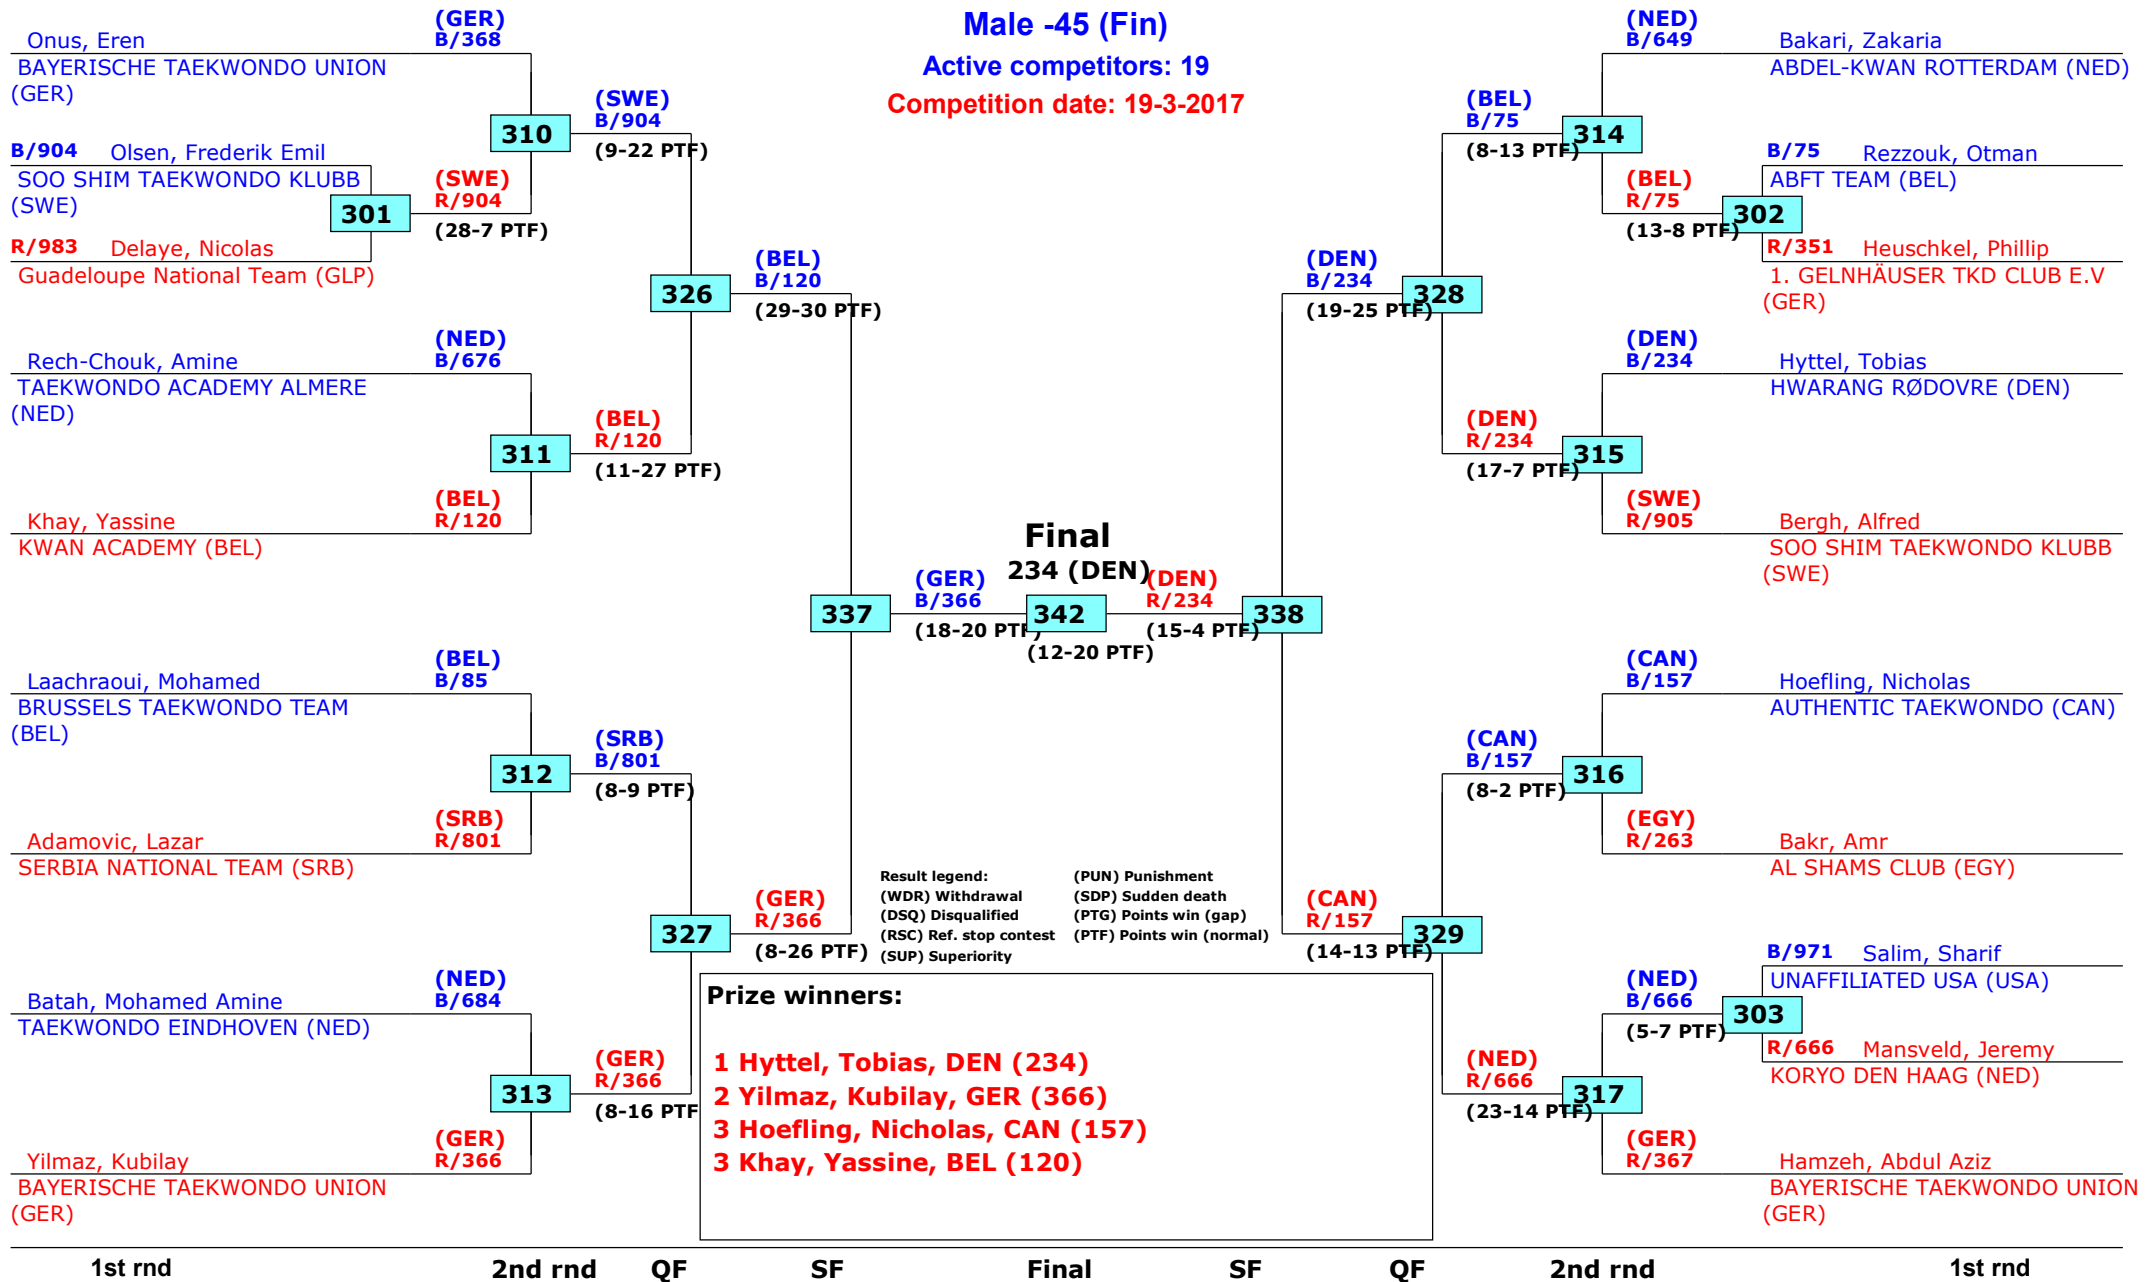 Male -45 (Fin)
Active competitors: 19
Competition date: 19-3-2017
Onus, Eren
BAYERISCHE TAEKWONDO UNION
(GER)
(GER)
B/368
B/904 Olsen, Frederik Emil
SOO SHIM TAEKWONDO KLUBB
(SWE)
R/983 Delaye, Nicolas
Guadeloupe National Team (GLP)
301
(SWE)
R/904
(28-7 PTF)
310
(SWE)
B/904
(9-22 PTF)
Rech-Chouk, Amine
TAEKWONDO ACADEMY ALMERE
(NED)
(NED)
B/676
Khay, Yassine
KWAN ACADEMY (BEL)
(BEL)
R/120
311
(BEL)
R/120
(11-27 PTF)
326
(BEL)
B/120
(29-30 PTF)
Laachraoui, Mohamed
BRUSSELS TAEKWONDO TEAM
(BEL)
(BEL)
B/85
Adamovic, Lazar
SERBIA NATIONAL TEAM (SRB)
(SRB)
R/801
312
(SRB)
B/801
(8-9 PTF)
Batah, Mohamed Amine
TAEKWONDO EINDHOVEN (NED)
(NED)
B/684
Yilmaz, Kubilay
BAYERISCHE TAEKWONDO UNION
(GER)
(GER)
R/366
313
(GER)
R/366
(8-16 PTF
327
(GER)
R/366
(8-26 PTF)
337
(GER)
B/366
(18-20 PTF)
Final
234 (DEN)
342
(12-20 PTF)
(DEN)
R/234
(15-4 PTF)
338
(DEN)
B/234
(19-25 PTF)
328
(BEL)
B/75
(8-13 PTF)
314
(NED)
B/649
Bakari, Zakaria
ABDEL-KWAN ROTTERDAM (NED)
(BEL)
R/75
(13-8 PTF)
302
B/75 Rezzouk, Otman
ABFT TEAM (BEL)
R/351 Heuschkel, Phillip
1. GELNHÄUSER TKD CLUB E.V
(GER)
(DEN)
R/234
(17-7 PTF)
315
(DEN)
B/234
Hyttel, Tobias
HWARANG RØDOVRE (DEN)
(SWE)
R/905
Bergh, Alfred
SOO SHIM TAEKWONDO KLUBB
(SWE)
(CAN)
R/157
(14-13 PTF)
329
(CAN)
B/157
(8-2 PTF)
316
(CAN)
B/157
Hoefling, Nicholas
AUTHENTIC TAEKWONDO (CAN)
(EGY)
R/263
Bakr, Amr
AL SHAMS CLUB (EGY)
(NED)
R/666
(23-14 PTF)
317
(NED)
B/666
(5-7 PTF)
303
B/971 Salim, Sharif
UNAFFILIATED USA (USA)
R/666 Mansveld, Jeremy
KORYO DEN HAAG (NED)
(GER)
R/367
Hamzeh, Abdul Aziz
BAYERISCHE TAEKWONDO UNION
(GER)
Result legend:
(WDR) Withdrawal
(DSQ) Disqualified
(RSC) Ref. stop contest
(SUP) Superiority
(PUN) Punishment
(SDP) Sudden death
(PTG) Points win (gap)
(PTF) Points win (normal)
Prize winners:
1 Hyttel, Tobias, DEN (234)
2 Yilmaz, Kubilay, GER (366)
3 Hoefling, Nicholas, CAN (157)
3 Khay, Yassine, BEL (120)
1st rnd 2nd rnd QF SF Final SF QF 2nd rnd 1st rnd